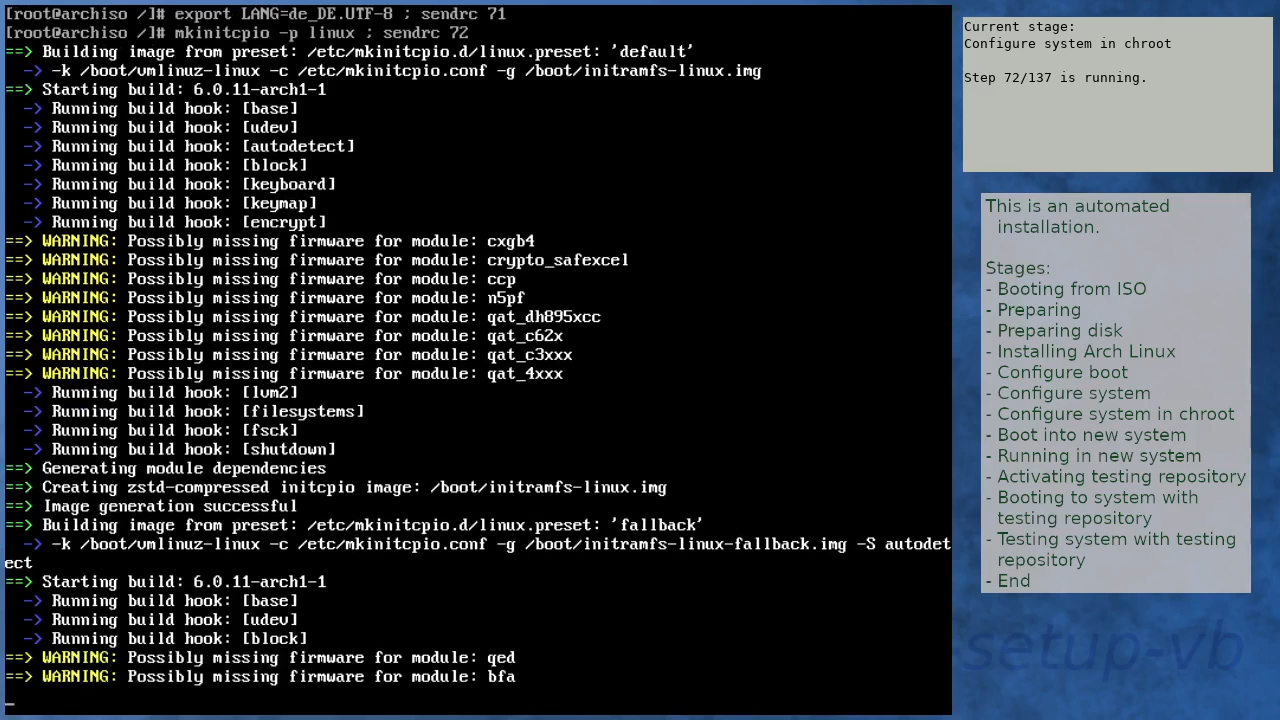 [root@archiso /]# export LANG=de_DE.UTF-8 ; sendrc 71
[root@archiso /]# mkinitcpio -p linux ; sendrc 72
==> Building image from preset: /etc/mkinitcpio.d/linux.preset: 'default'
  -> -k /boot/vmlinuz-linux -c /etc/mkinitcpio.conf -g /boot/initramfs-linux.img
==> Starting build: 6.0.11-arch1-1
  -> Running build hook: [base]
  -> Running build hook: [udev]
  -> Running build hook: [autodetect]
  -> Running build hook: [block]
  -> Running build hook: [keyboard]
  -> Running build hook: [keymap]
  -> Running build hook: [encrypt]
==> WARNING: Possibly missing firmware for module: cxgb4
==> WARNING: Possibly missing firmware for module: crypto_safexcel
==> WARNING: Possibly missing firmware for module: ccp
==> WARNING: Possibly missing firmware for module: n5pf
==> WARNING: Possibly missing firmware for module: qat_dh895xcc
==> WARNING: Possibly missing firmware for module: qat_c62x
==> WARNING: Possibly missing firmware for module: qat_c3xxx
==> WARNING: Possibly missing firmware for module: qat_4xxx
  -> Running build hook: [lvm2]
  -> Running build hook: [filesystems]
  -> Running build hook: [fsck]
  -> Running build hook: [shutdown]
==> Generating module dependencies
==> Creating zstd-compressed initcpio image: /boot/initramfs-linux.img
==> Image generation successful
==> Building image from preset: /etc/mkinitcpio.d/linux.preset: 'fallback'
  -> -k /boot/vmlinuz-linux -c /etc/mkinitcpio.conf -g /boot/initramfs-linux-fallback.img -S autodet
ect
==> Starting build: 6.0.11-arch1-1
  -> Running build hook: [base]
  -> Running build hook: [udev]
  -> Running build hook: [block]
==> WARNING: Possibly missing firmware for module: qed
==> WARNING: Possibly missing firmware for module: bfa
Current stage:
Configure system in chroot
Step 72/137 is running.
This is an automated
installation.
Stages:
- Booting from ISO
- Preparing
- Preparing disk
- Installing Arch Linux
- Configure boot
- Configure system
- Configure system in chroot
- Boot into new system
- Running in new system
- Activating testing repository
- Booting to system with
testing repository
- Testing system with testing
repository
- End
setup-vb